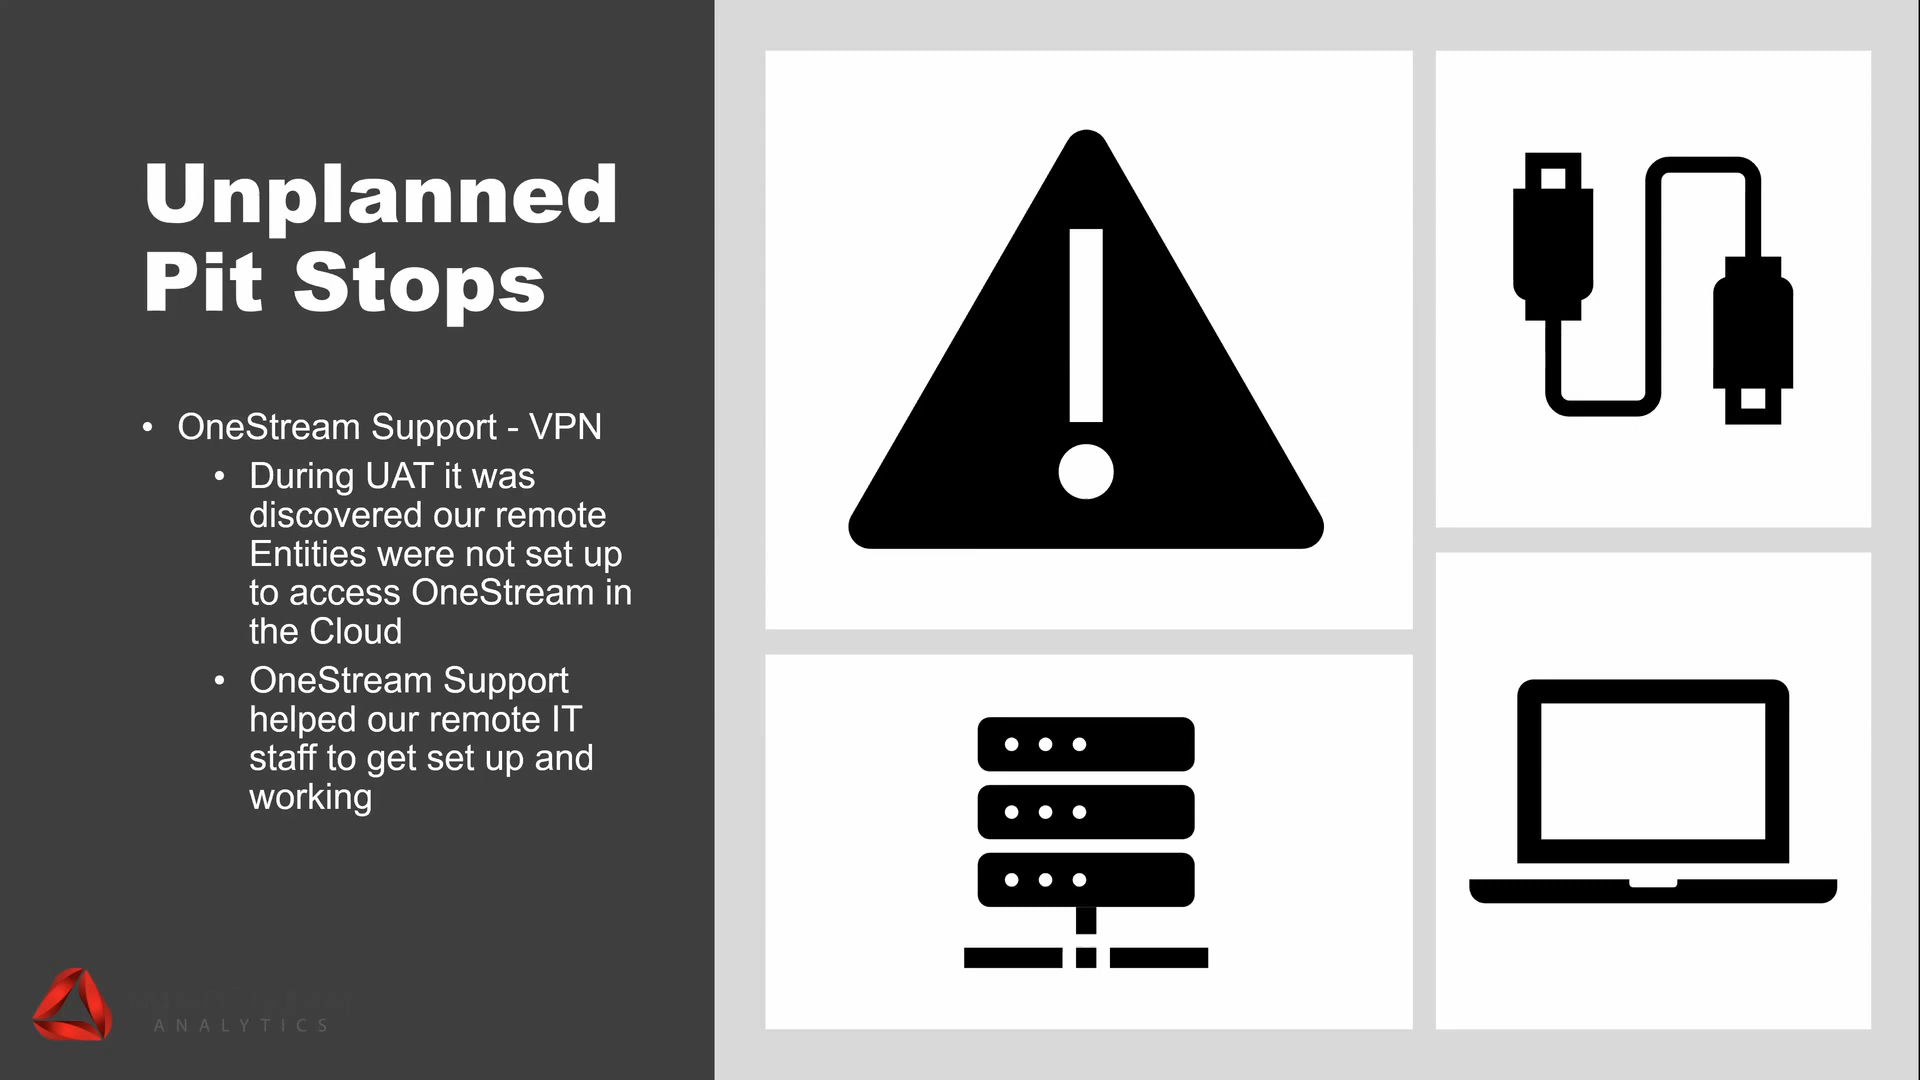 Unplanned
Pit Stops
• OneStream Support - VPN
• During UAT it was
discovered our remote
Entities were not set up
to access OneStream in
the Cloud
• OneStream Support
helped our remote IT
staff to get set up and
working
ANALYTICS